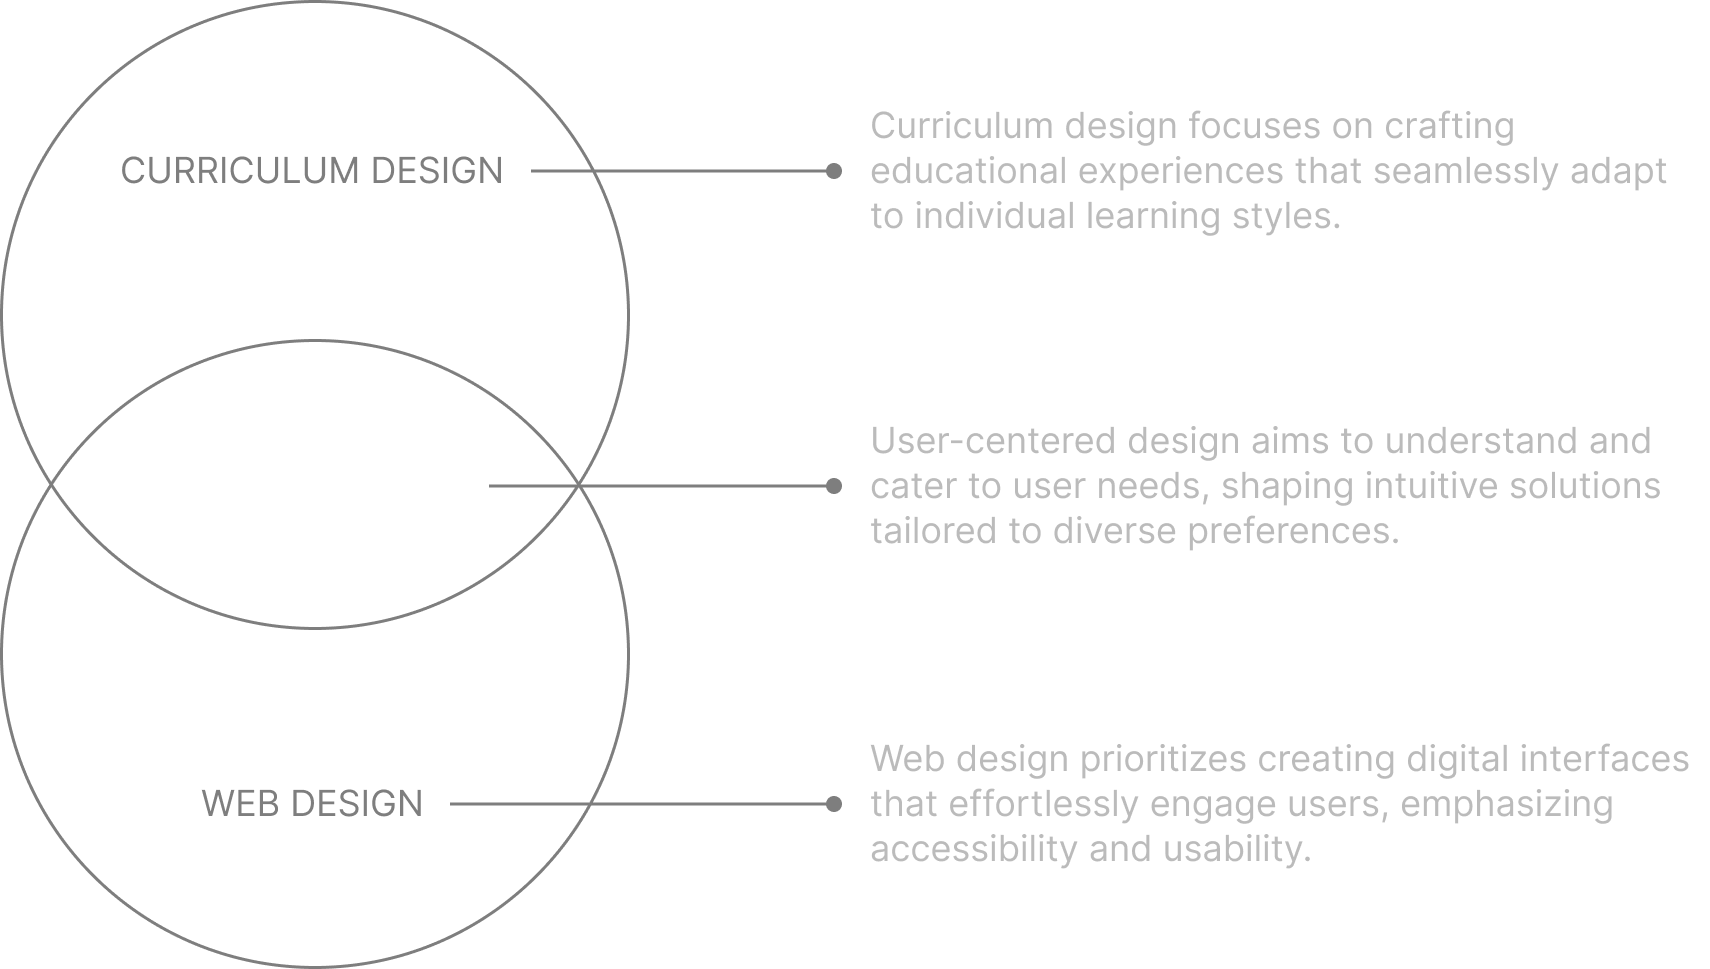 CURRICULUM DESIGN
Curriculum design focuses on crafting
educational experiences that seamlessly adapt
to individual learning styles.
User-centered design aims to understand and
cater to user needs, shaping intuitive solutions
tailored to diverse preferences.
WEB DESIGN
Web design prioritizes creating digital interfaces
that effortlessly engage users, emphasizing
accessibility and usability.